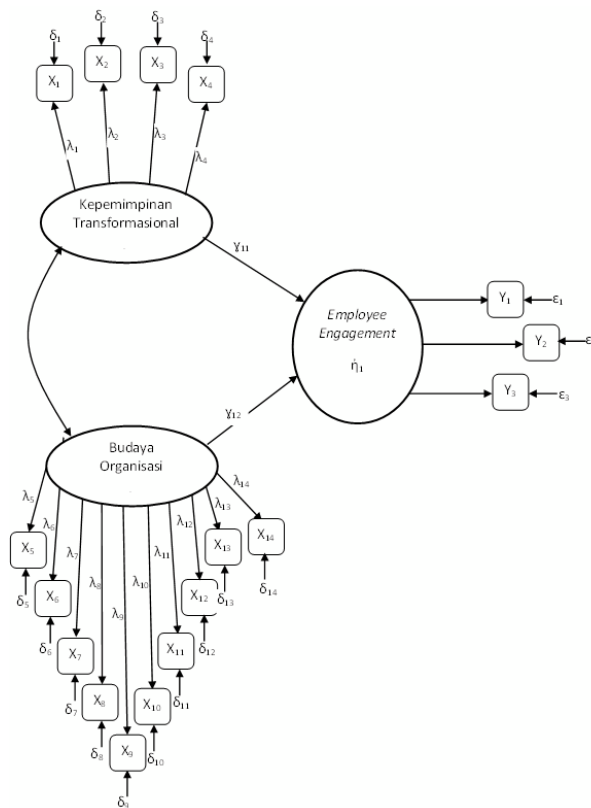 δ₁ δ₂ δ₃ δ₄
X₁ X₂ X₃ X₄
λ₁ λ₂ λ₃ λ₄
Kepemimpinan
Transformasional
γ₁₁
Employee
Engagement
ή₁
Y₁ ε₁
Y₂ ε
Y₃ ε₃
γ₁₂
Budaya
Organisasi
λ₅ λ₆ λ₇ λ₈ λ₉ λ₁₀ λ₁₁ λ₁₂ λ₁₃ λ₁₄
X₅ X₆ X₇ X₈ X₉ X₁₀ X₁₁ X₁₂ X₁₃ X₁₄
δ₅ δ₆ δ₇ δ₈ δ₉ δ₁₀ δ₁₁ δ₁₂ δ₁₃ δ₁₄